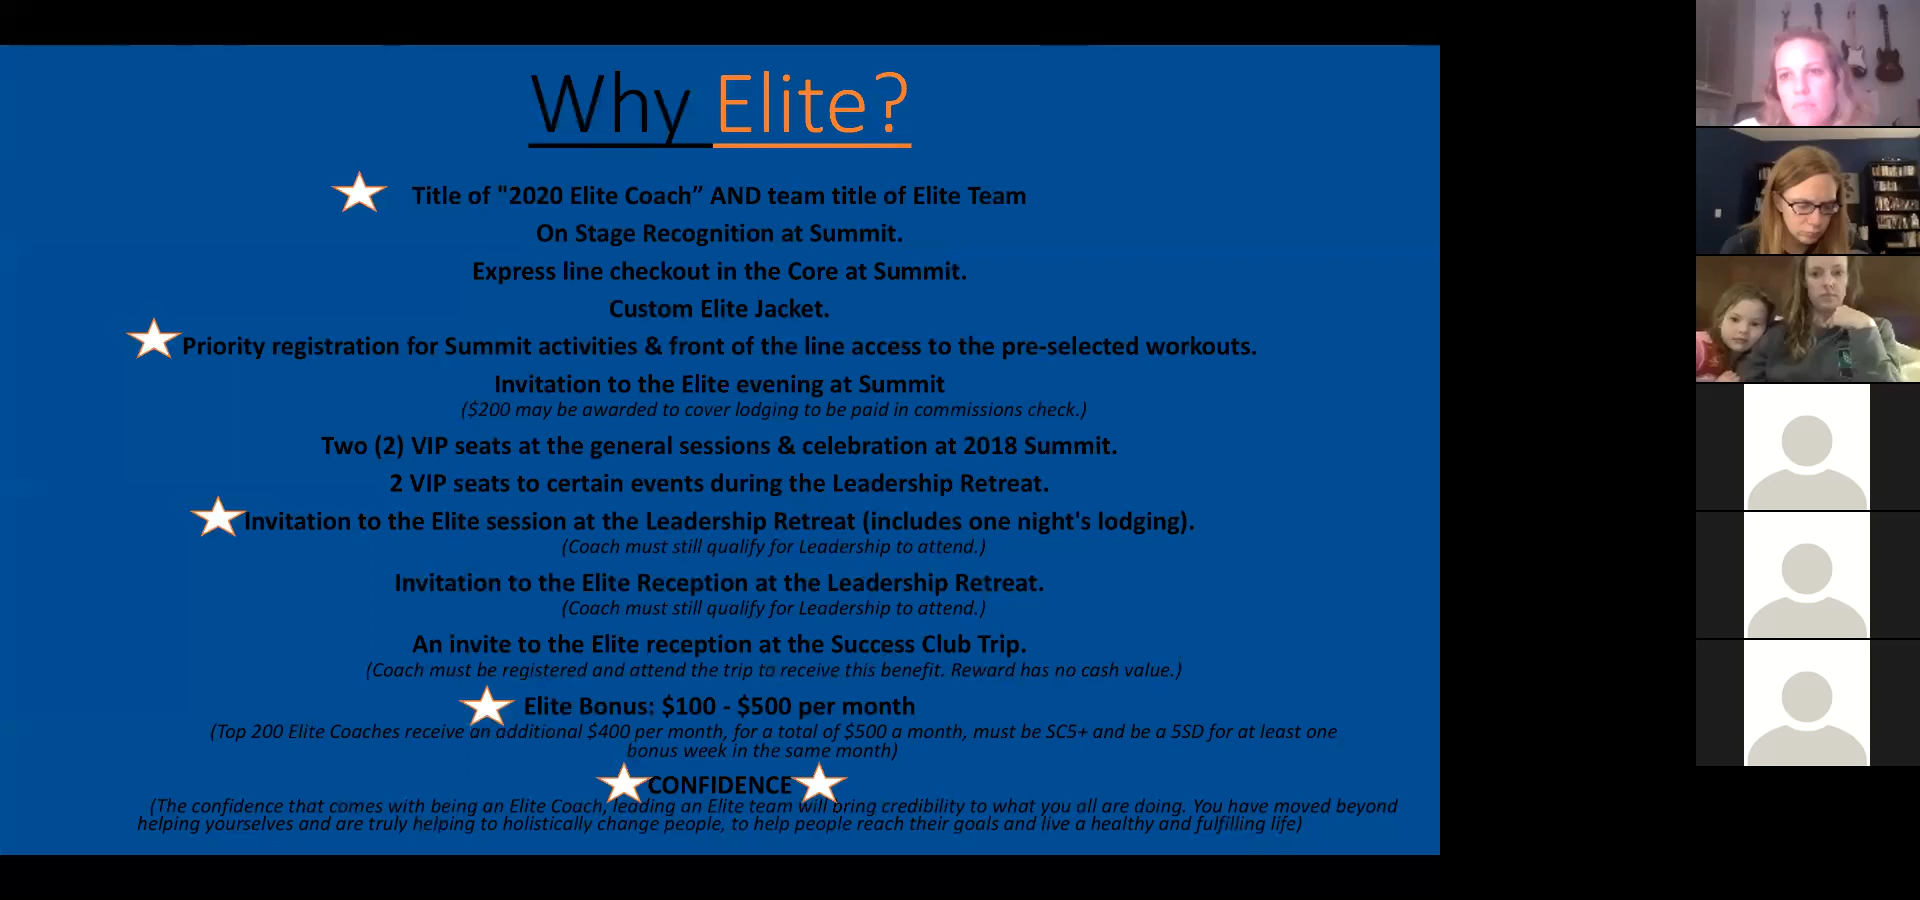 Why Elite?
Title of "2020 Elite Coach” AND team title of Elite Team
On Stage Recognition at Summit.
Express line checkout in the Core at Summit.
Custom Elite Jacket.
Priority registration for Summit activities & front of the line access to the pre-selected workouts.
Invitation to the Elite evening at Summit
($200 may be awarded to cover lodging to be paid in commissions check.)
Two (2) VIP seats at the general sessions & celebration at 2018 Summit.
2 VIP seats to certain events during the Leadership Retreat.
Invitation to the Elite session at the Leadership Retreat (includes one night's lodging).
(Coach must still qualify for Leadership to attend.)
Invitation to the Elite Reception at the Leadership Retreat.
(Coach must still qualify for Leadership to attend.)
An invite to the Elite reception at the Success Club Trip.
(Coach must be registered and attend the trip to receive this benefit. Reward has no cash value.)
Elite Bonus: $100 - $500 per month
(Top 200 Elite Coaches receive an additional $400 per month, for a total of $500 a month, must be SC5+ and be a 5SD for at least one
bonus week in the same month)
CONFIDENCE
(The confidence that comes with being an Elite Coach, leading an Elite team will bring credibility to what you all are doing. You have moved beyond
helping yourselves and are truly helping to holistically change people, to help people reach their goals and live a healthy and fulfilling life)